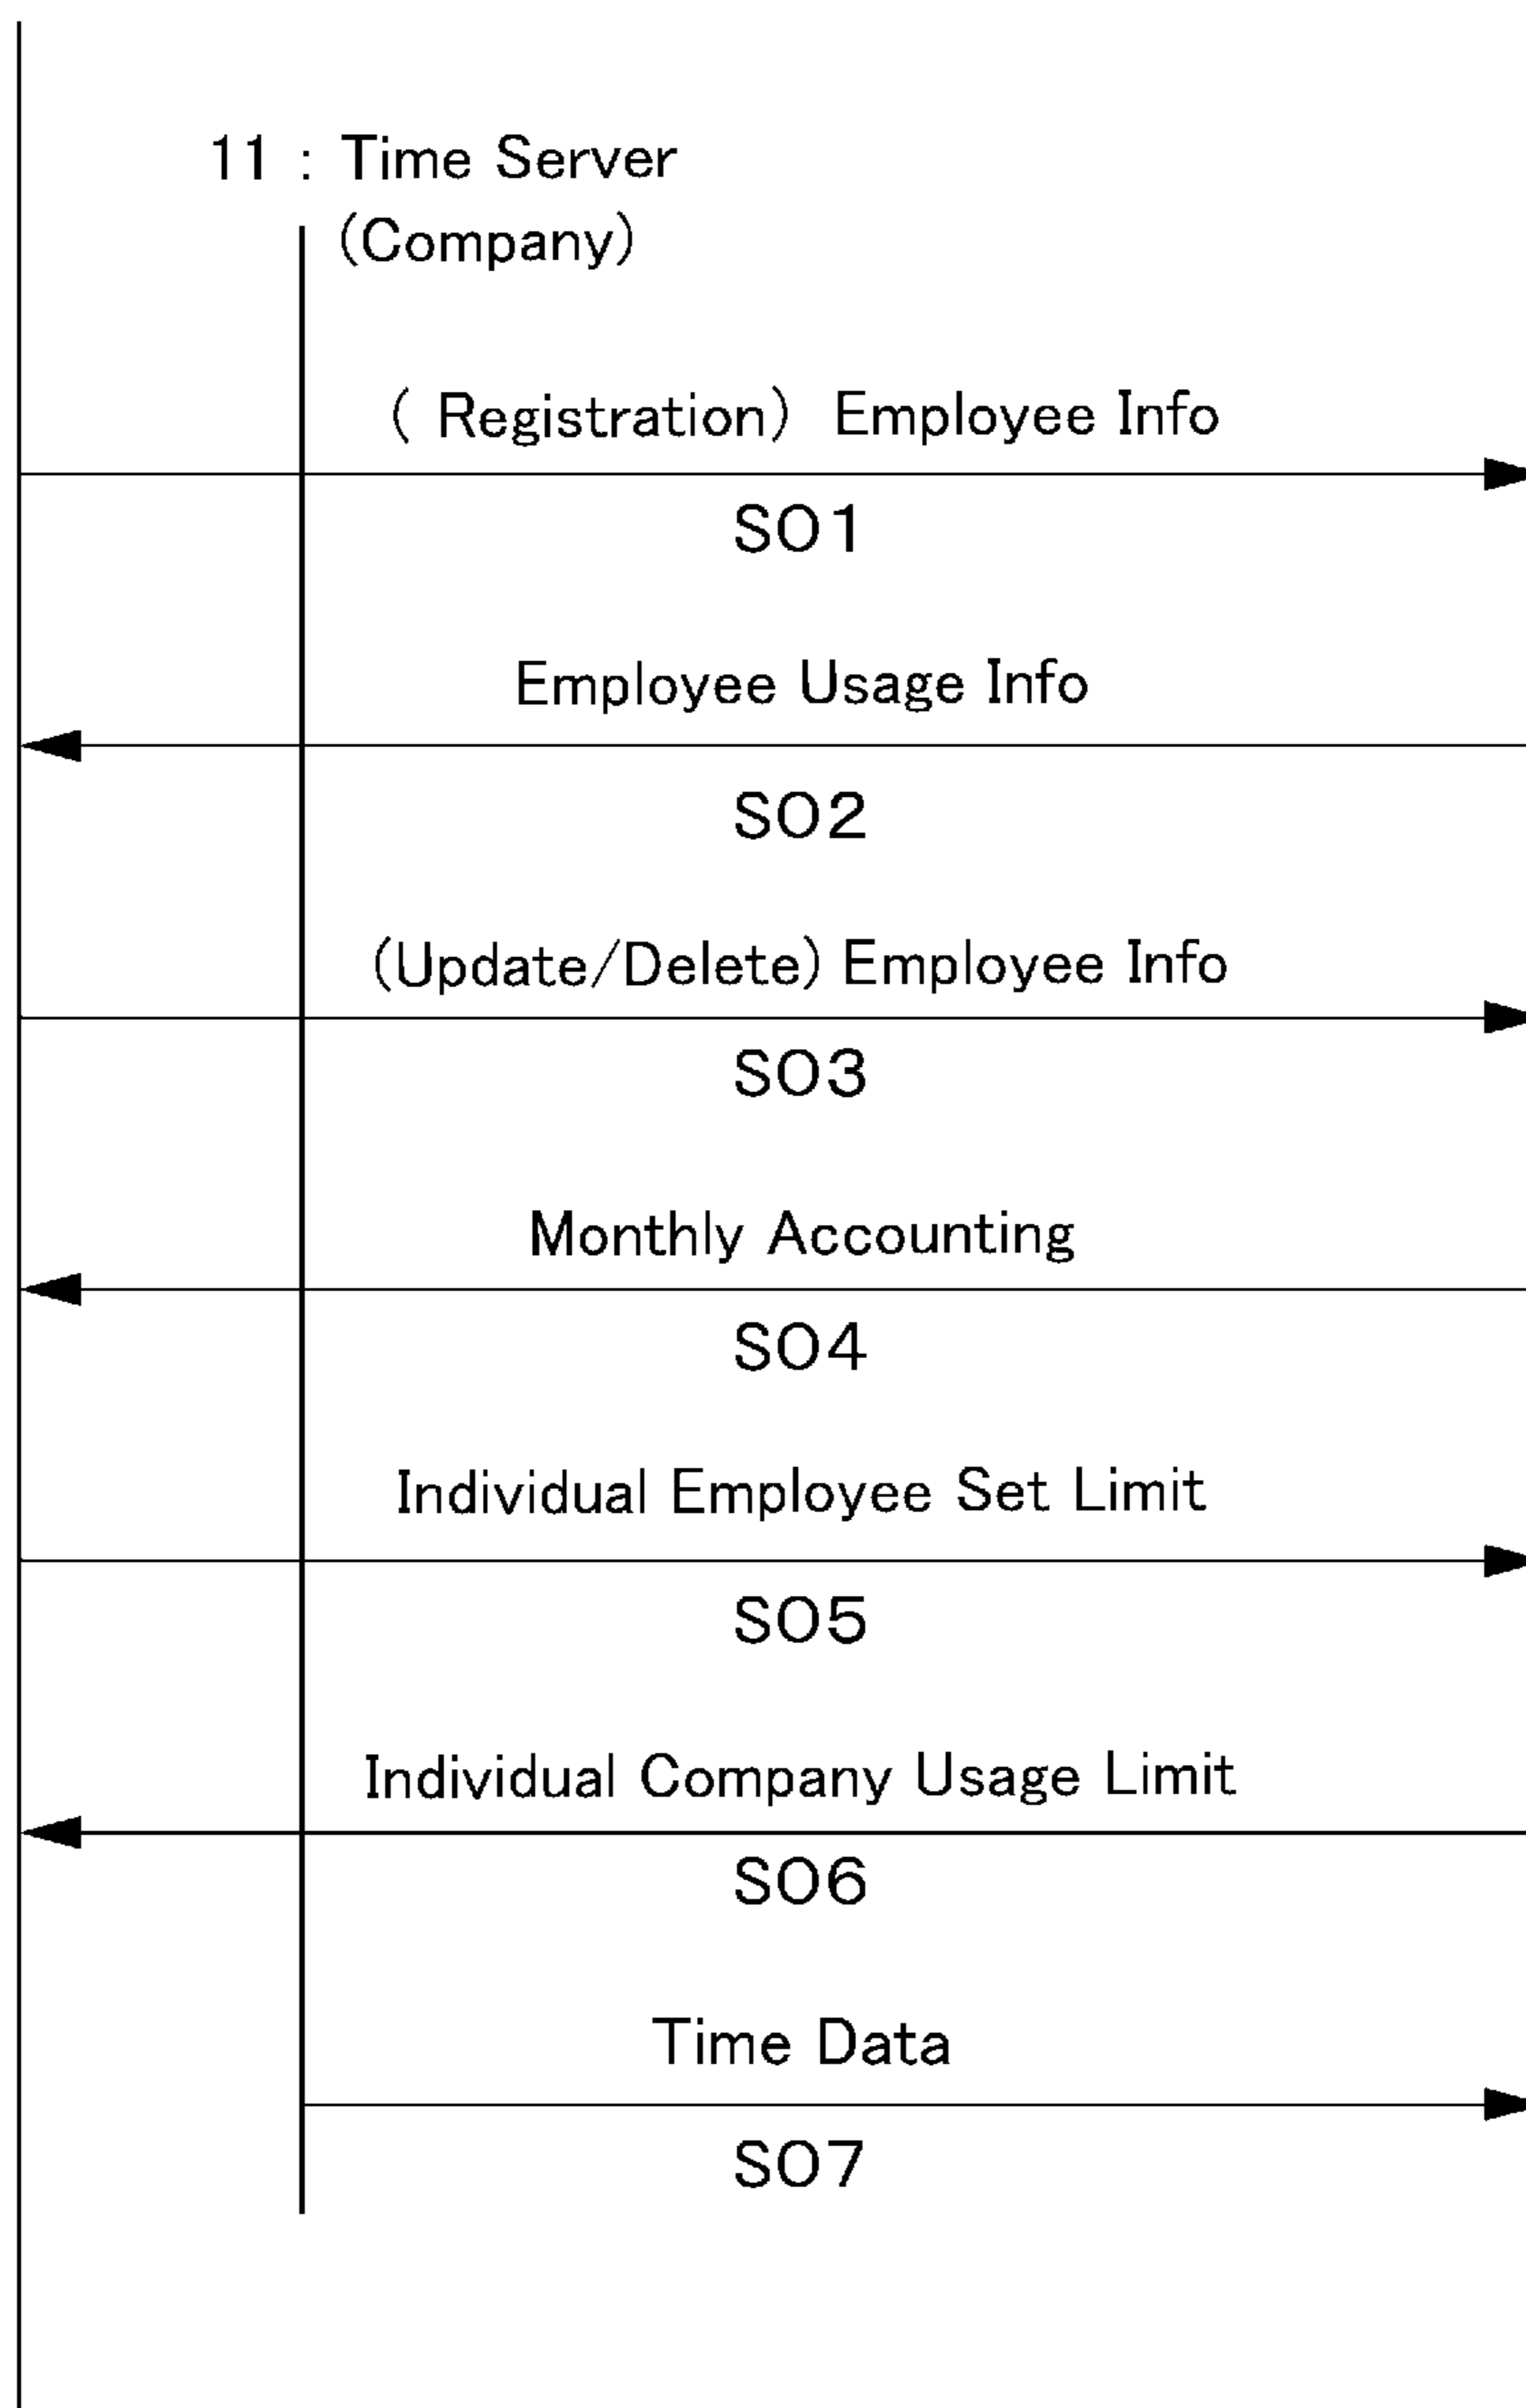 11 : Time Server
(Company)
( Registration) Employee Info
SO1
Employee Usage Info
SO2
(Update/Delete) Employee Info
SO3
Monthly Accounting
SO4
Individual Employee Set Limit
SO5
Individual Company Usage Limit
SO6
Time Data
SO7